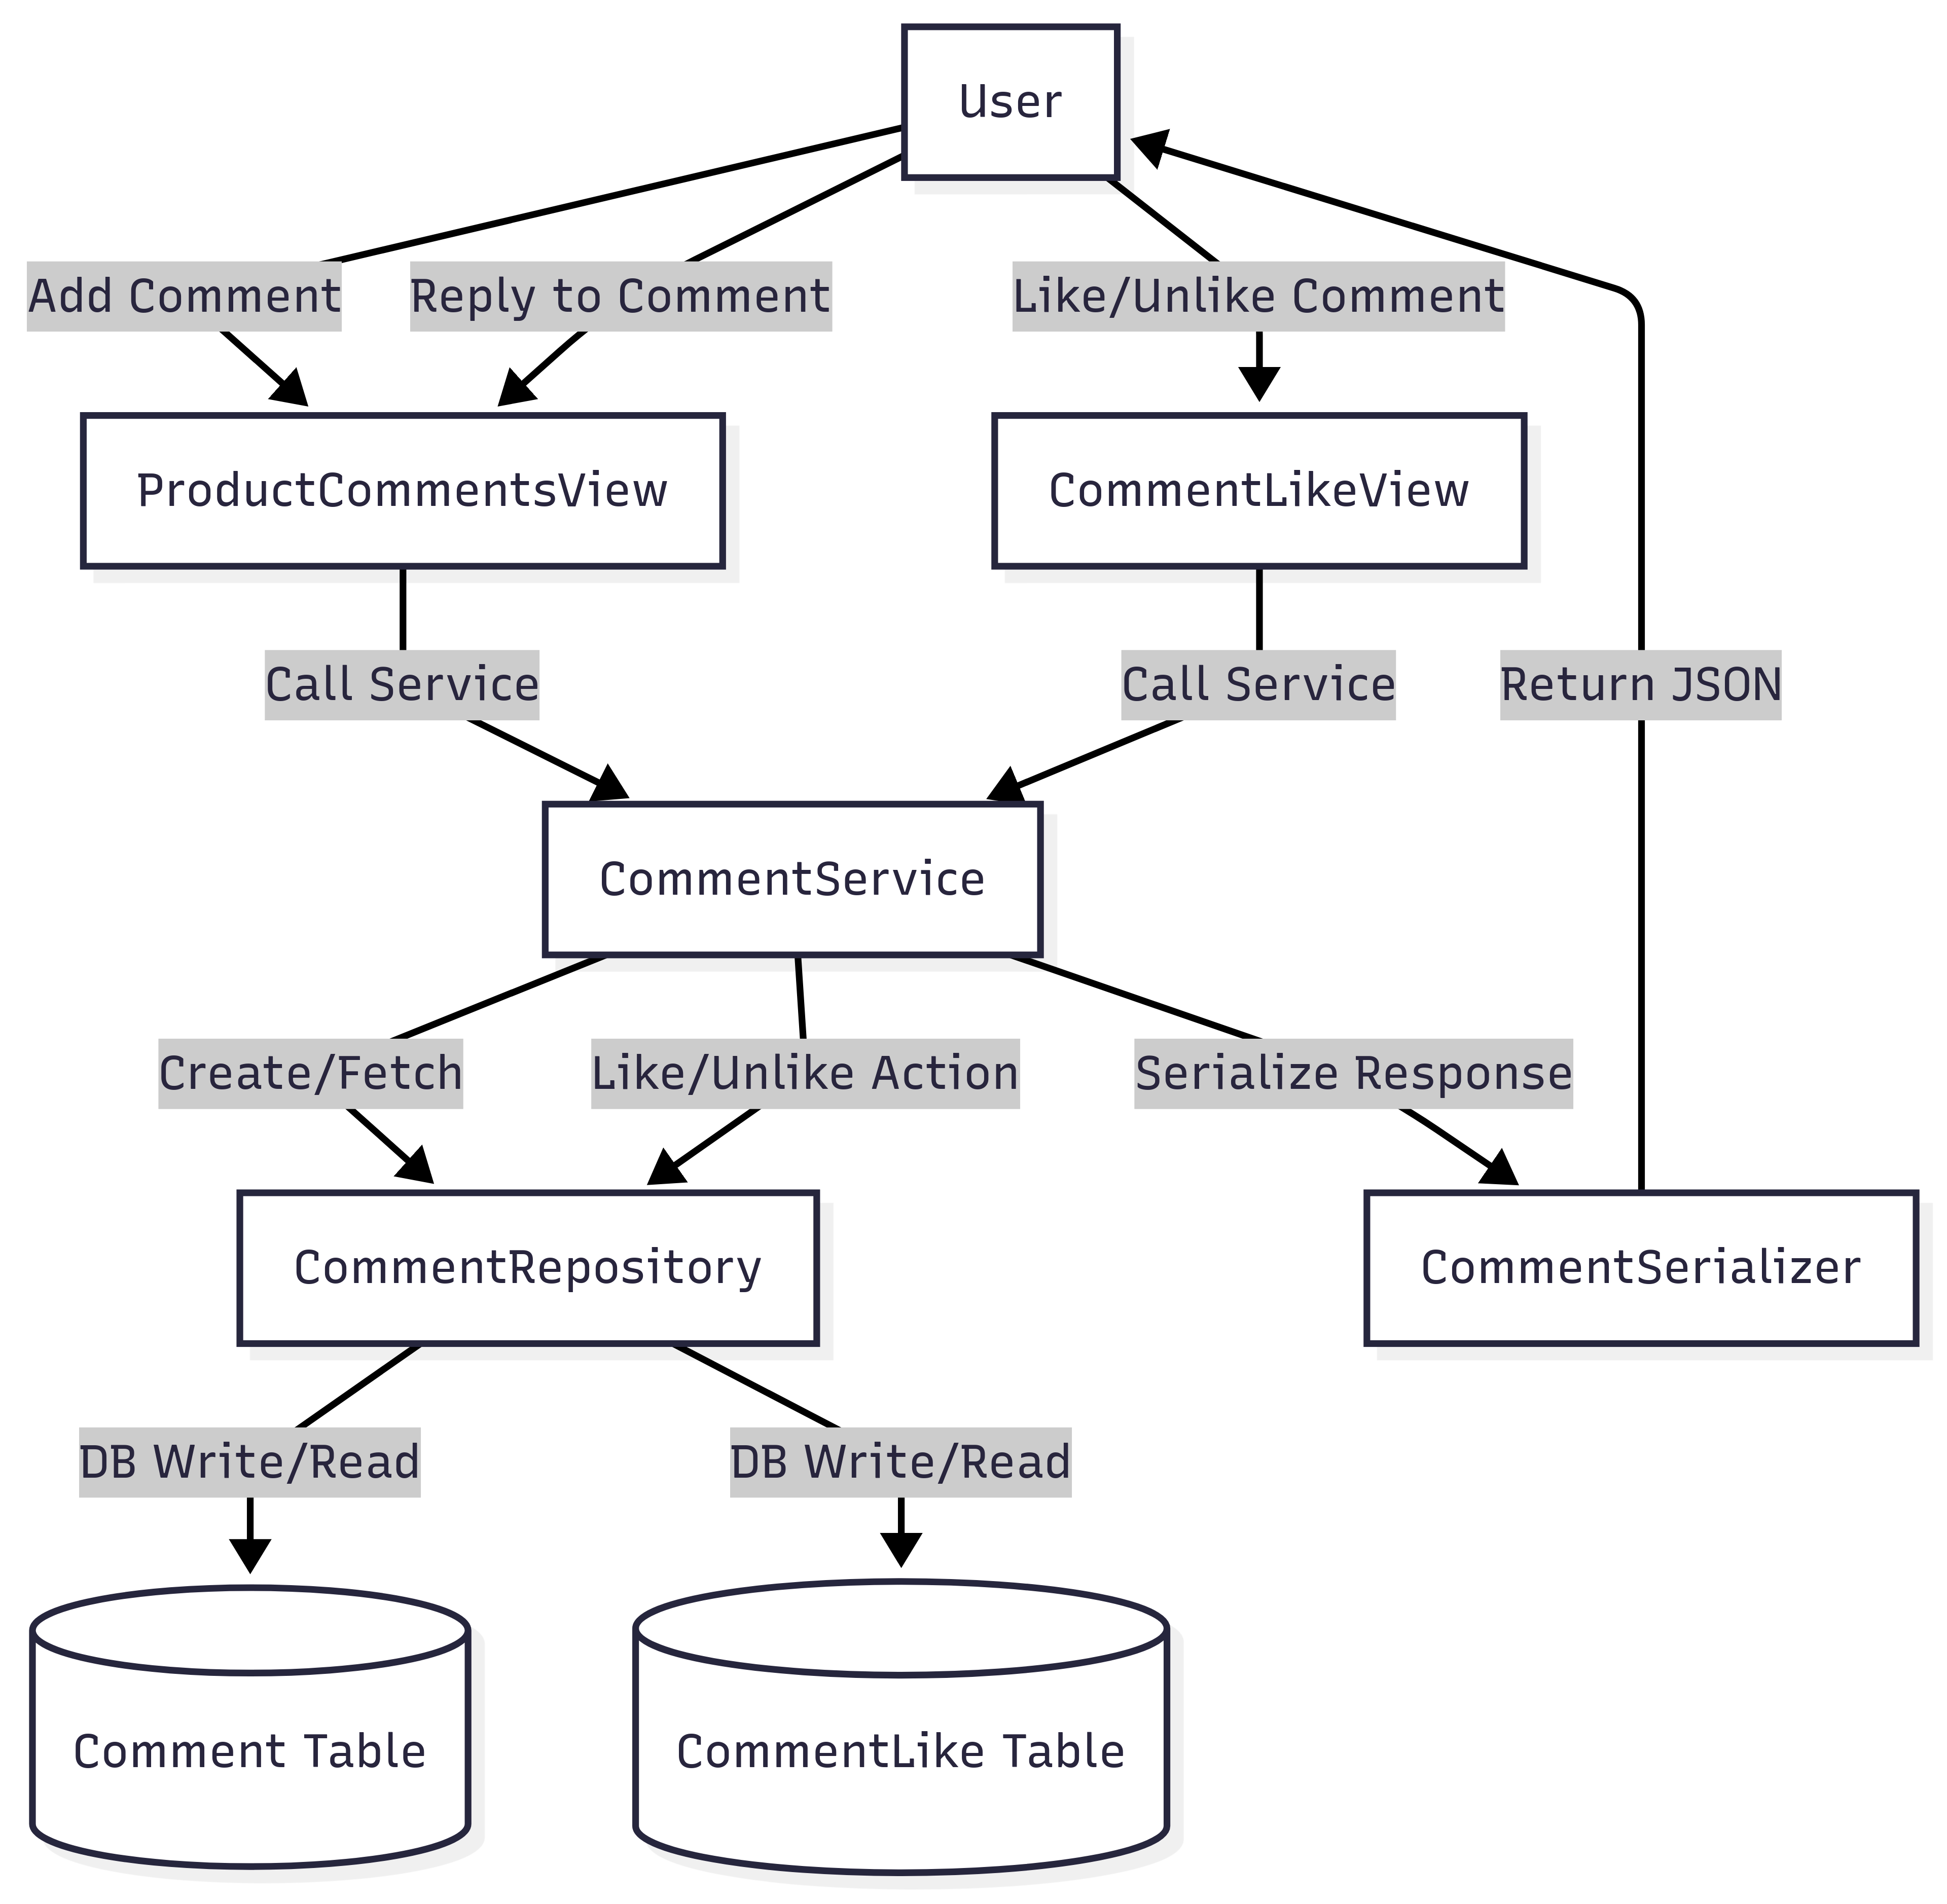 User
Add Comment
Reply to Comment
Like/Unlike Comment
ProductCommentsView
CommentLikeView
Call Service
Call Service
Return JSON
CommentService
Create/Fetch
Like/Unlike Action
Serialize Response
CommentRepository
CommentSerializer
DB Write/Read
DB Write/Read
Comment Table
CommentLike Table